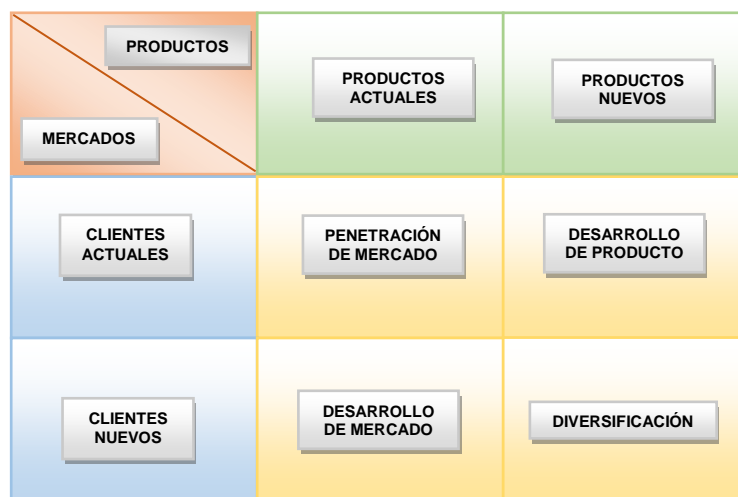 PRODUCTOS
MERCADOS
PRODUCTOS
ACTUALES
PRODUCTOS
NUEVOS
CLIENTES
ACTUALES
PENETRACIÓN
DE MERCADO
DESARROLLO
DE PRODUCTO
CLIENTES
NUEVOS
DESARROLLO
DE MERCADO
DIVERSIFICACIÓN